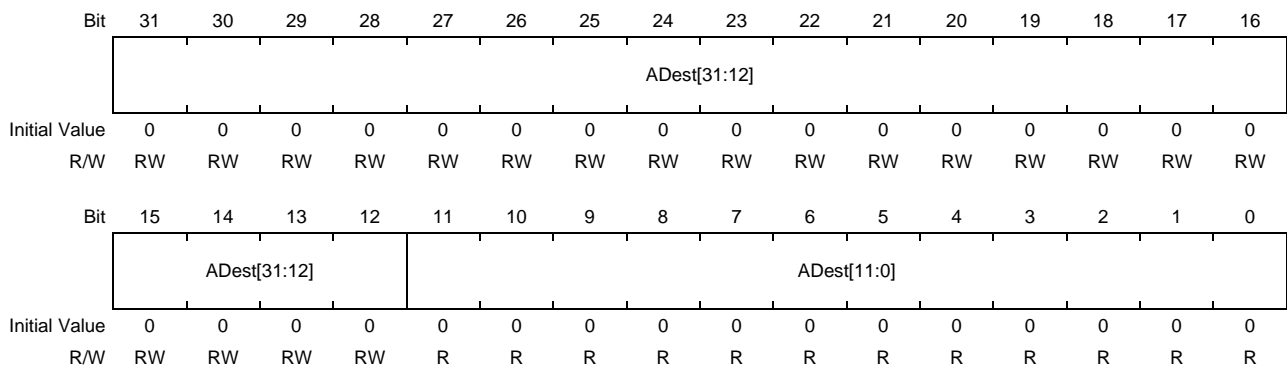 Bit 31 30 29 28 27 26 25 24 23 22 21 20 19 18 17 16
ADest[31:12]
Initial Value 0 0 0 0 0 0 0 0 0 0 0 0 0 0 0 0
R/W RW RW RW RW RW RW RW RW RW RW RW RW RW RW RW RW
Bit 15 14 13 12 11 10 9 8 7 6 5 4 3 2 1 0
ADest[31:12] ADest[11:0]
Initial Value 0 0 0 0 0 0 0 0 0 0 0 0 0 0 0 0
R/W RW RW RW RW R R R R R R R R R R R R